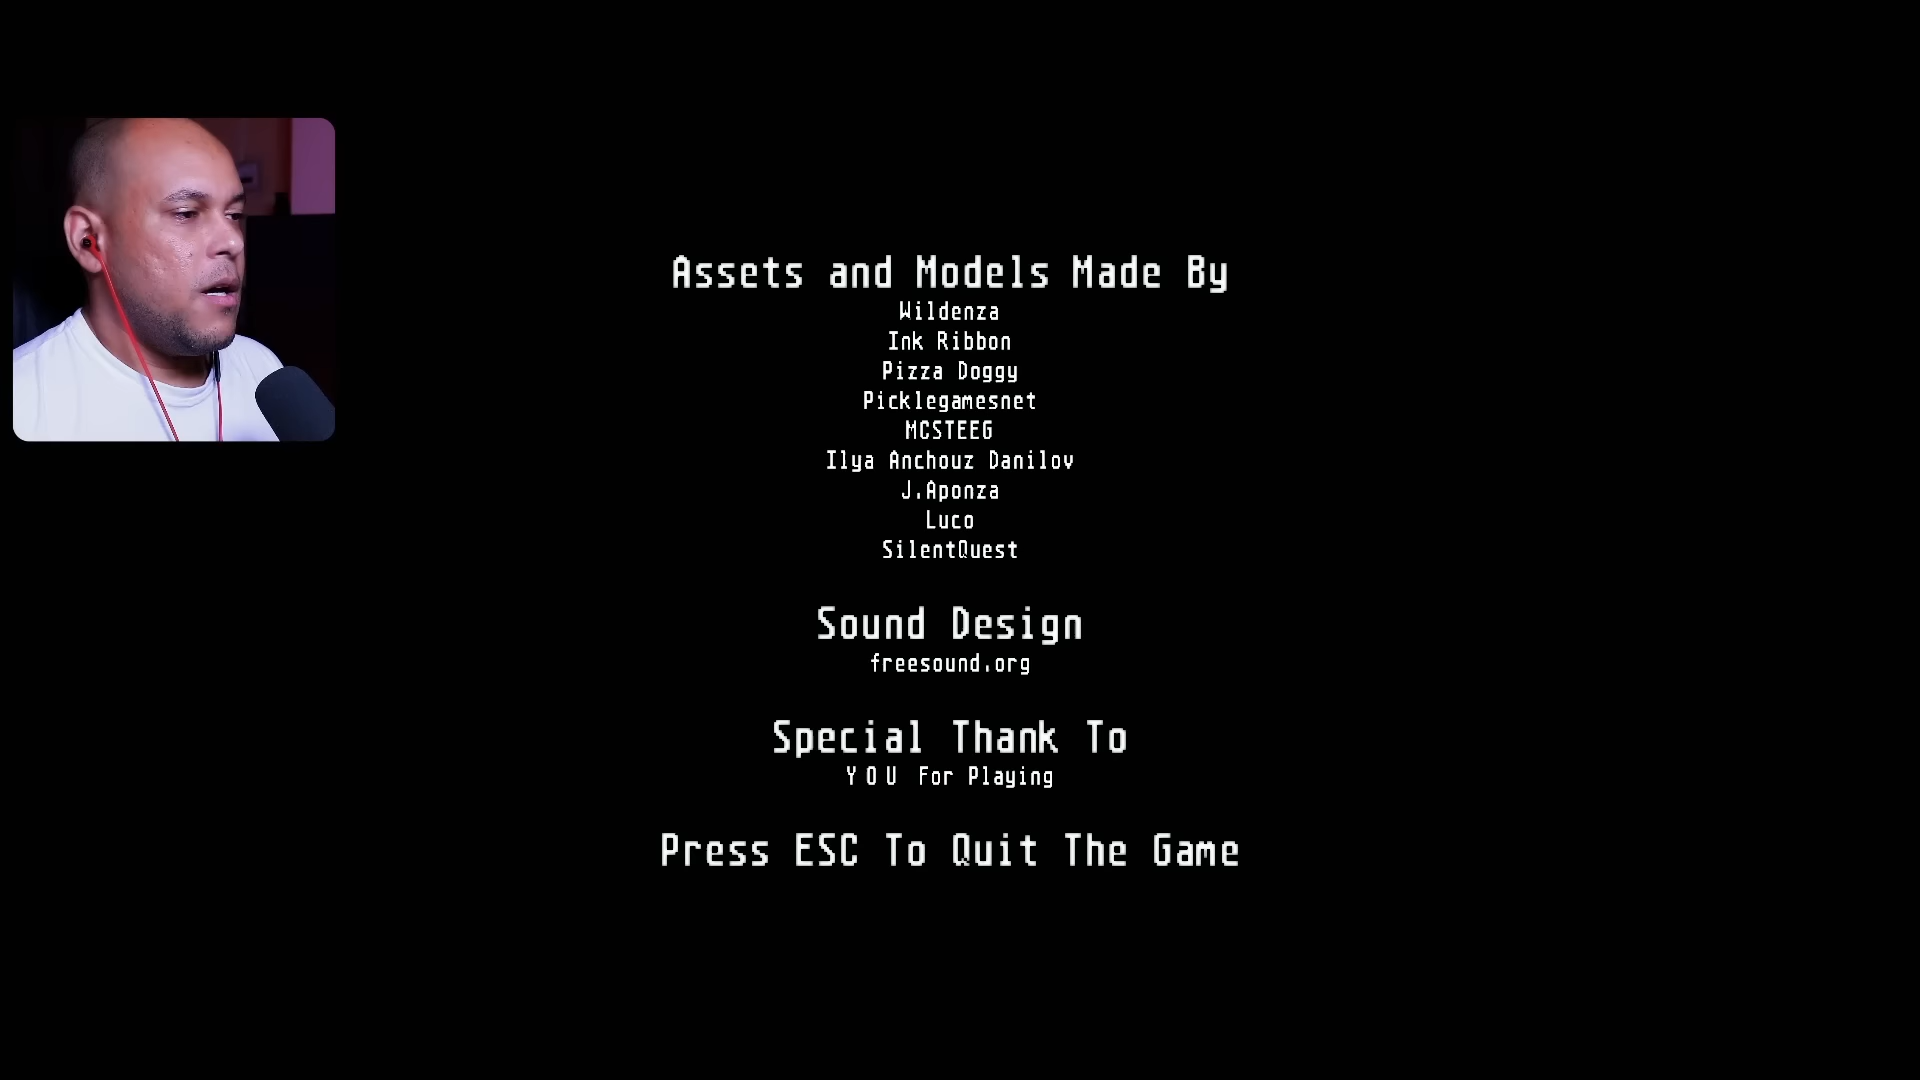 Assets and Models Made By
Wildenza
Ink Ribbon
Pizza Doggy
Picklegamesnet
MCSTEEG
Ilya Anchouz Danilov
J.Aponza
Luco
SilentQuest
Sound Design
freesound.org
Special Thank To
Y O U For Playing
Press ESC To Quit The Game